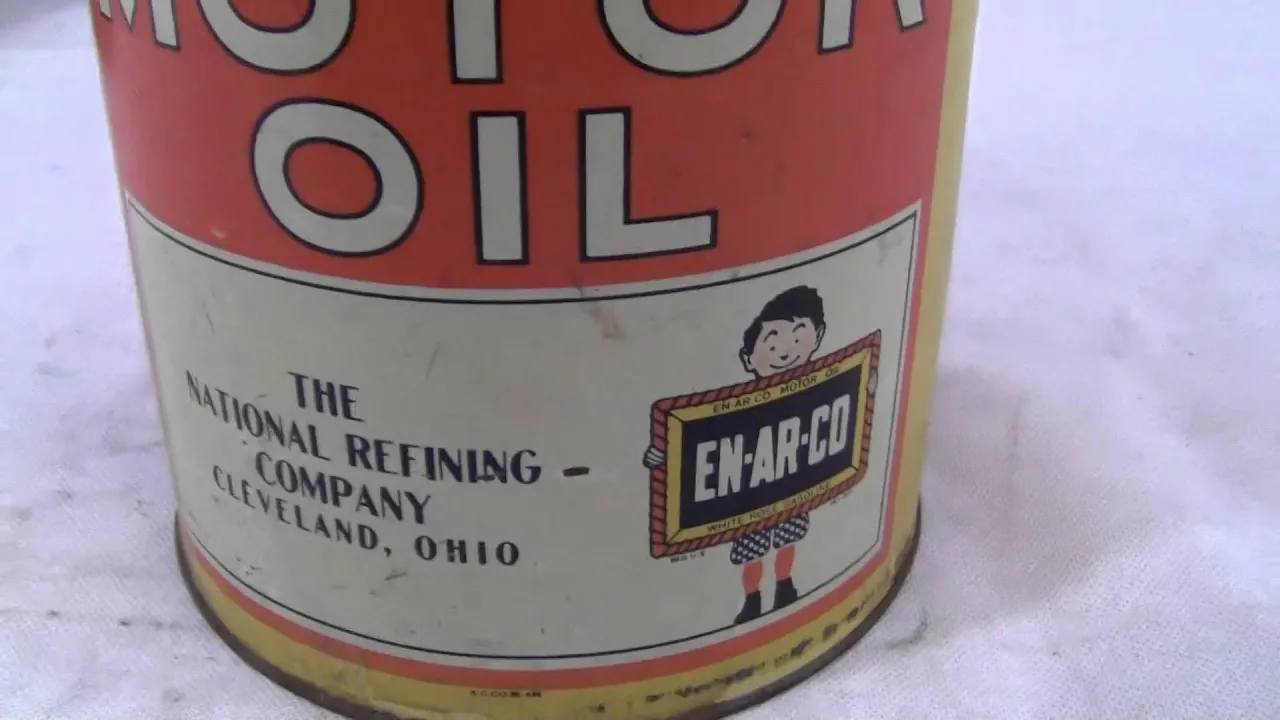 MOTOR
OIL
THE
NATIONAL REFINING
COMPANY
CLEVELAND, OHIO
EN-AR-CO MOTOR OIL
EN-AR-CO
WHITE ROSE GASOLINE